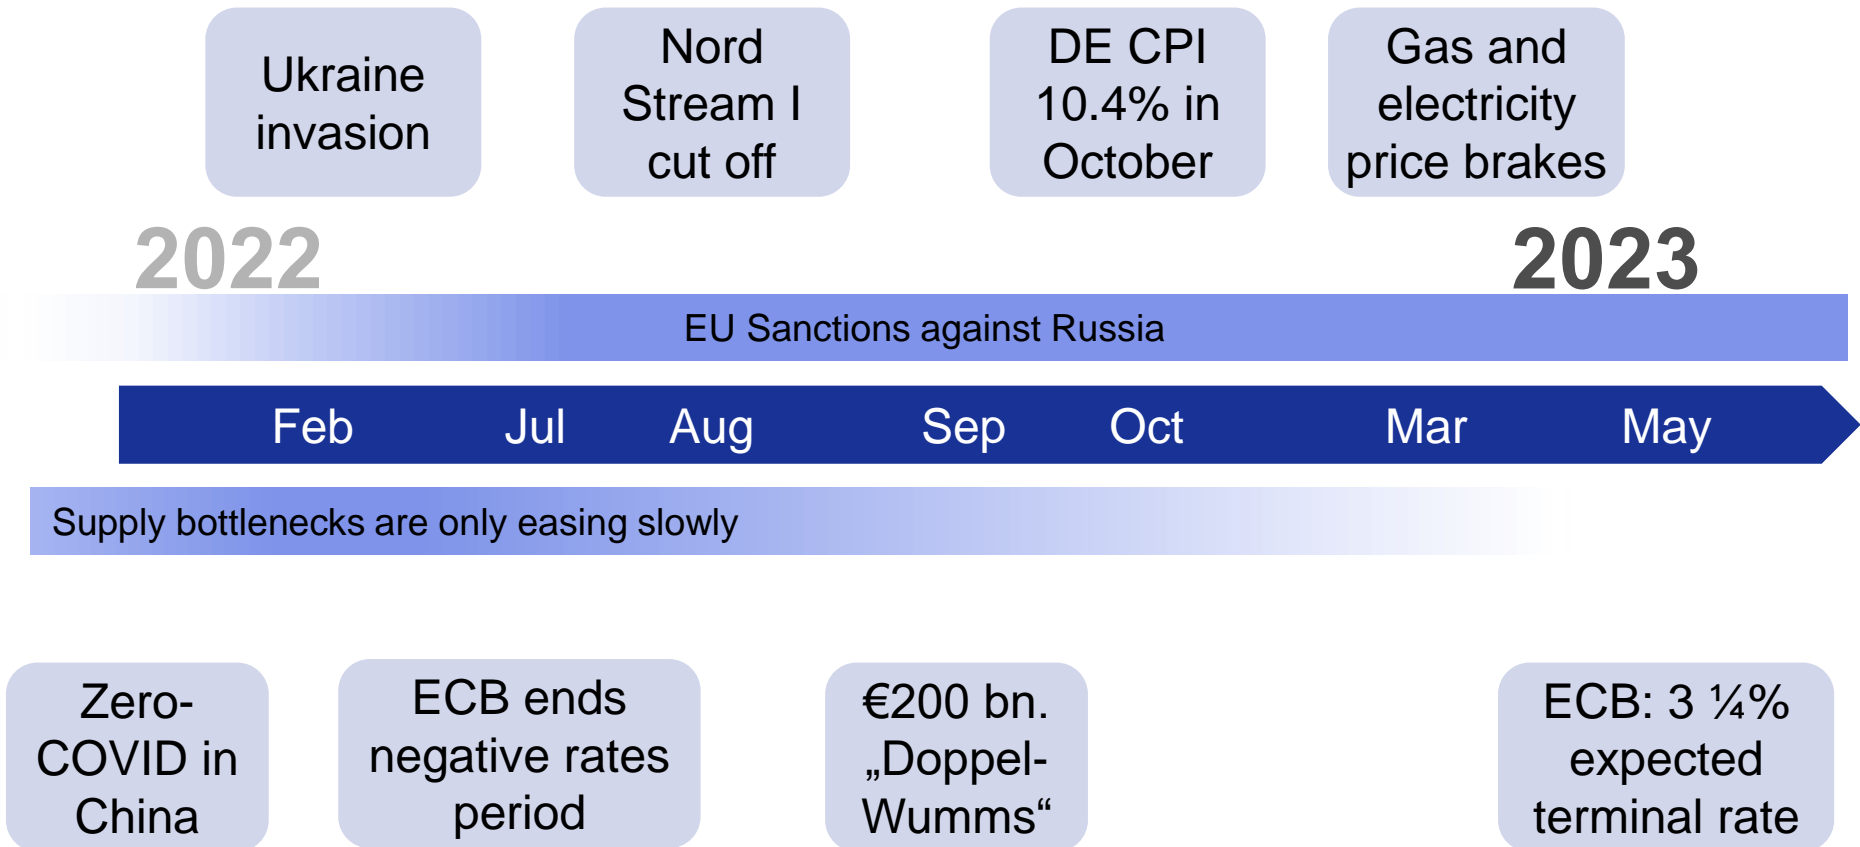 Ukraine
invasion
Nord
Stream I
cut off
DE CPI
10.4% in
October
Gas and
electricity
price brakes
2022
2023
EU Sanctions against Russia
Feb Jul Aug Sep Oct Mar May
Supply bottlenecks are only easing slowly
Zero-
COVID in
China
ECB ends
negative rates
period
€200 bn.
„Doppel-
Wumms“
ECB: 3 ¼%
expected
terminal rate